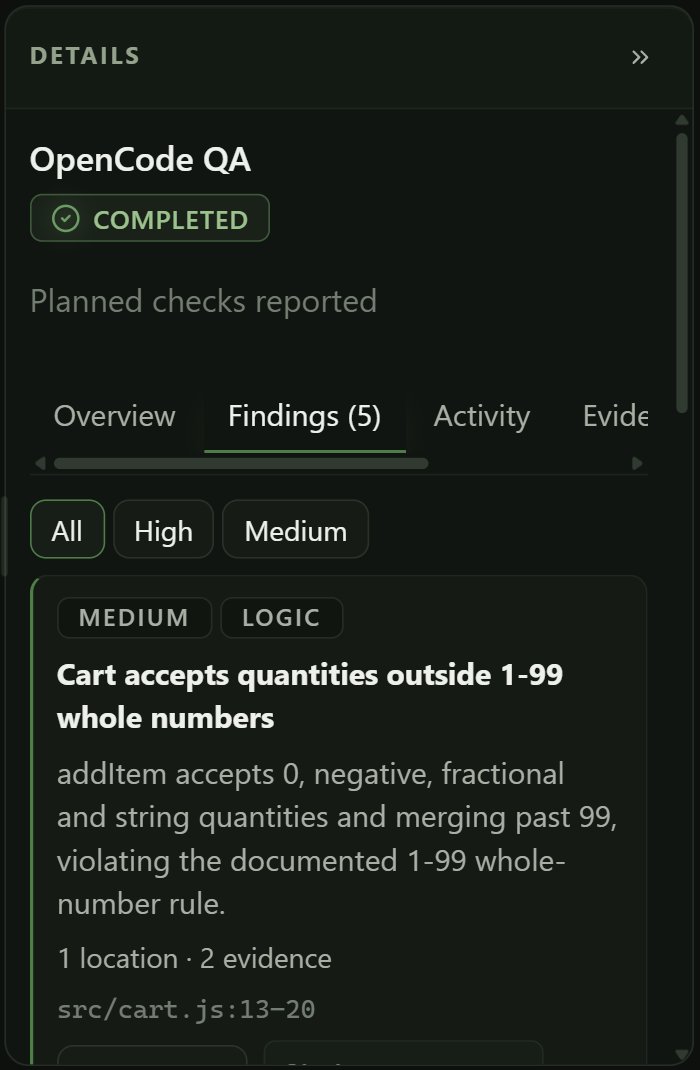 DETAILS
OpenCode QA
COMPLETED
Planned checks reported
Overview Findings (5) Activity Evide
All High Medium
MEDIUM LOGIC
Cart accepts quantities outside 1-99
whole numbers
addItem accepts 0, negative, fractional
and string quantities and merging past 99,
violating the documented 1-99 whole-
number rule.
1 location · 2 evidence
src/cart.js:13–20